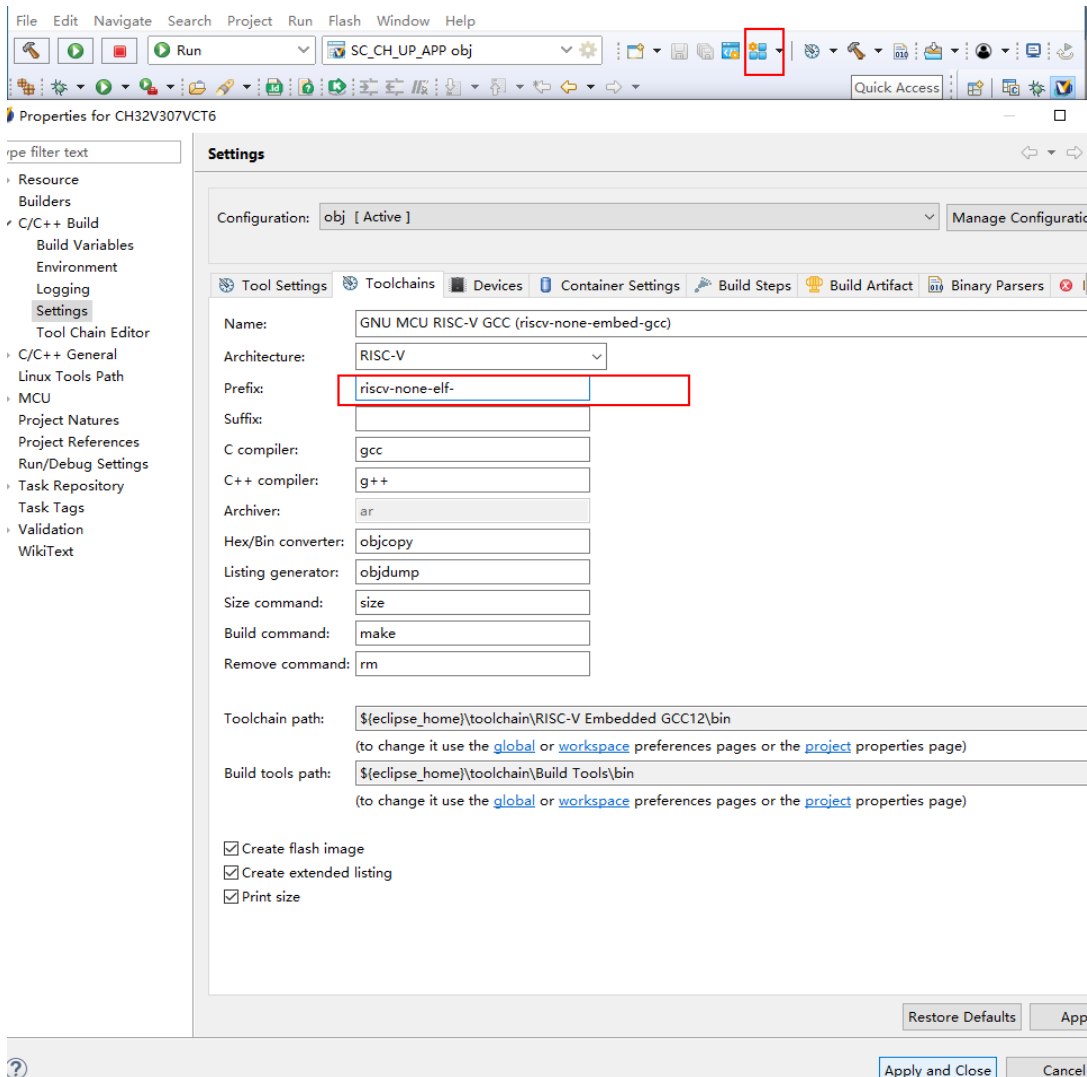 File Edit Navigate Search Project Run Flash Window Help
Run SC_CH_UP_APP obj
Quick Access
Properties for CH32V307VCT6
type filter text
Settings
Resource
Builders
Configuration: obj [ Active ] Manage Configuratio
C/C++ Build
Build Variables
Environment
Tool Settings Toolchains Devices Container Settings Build Steps Build Artifact Binary Parsers
Logging
Settings
Tool Chain Editor
C/C++ General
Linux Tools Path
MCU
Project Natures
Project References
Run/Debug Settings
Task Repository
Task Tags
Validation
WikiText
Name: GNU MCU RISC-V GCC (riscv-none-embed-gcc)
Architecture: RISC-V
Prefix: riscv-none-elf-
Suffix:
C compiler: gcc
C++ compiler: g++
Archiver: ar
Hex/Bin converter: objcopy
Listing generator: objdump
Size command: size
Build command: make
Remove command: rm
Toolchain path: ${eclipse_home}\toolchain\RISC-V Embedded GCC12\bin
(to change it use the global or workspace preferences pages or the project properties page)
Build tools path: ${eclipse_home}\toolchain\Build Tools\bin
(to change it use the global or workspace preferences pages or the project properties page)
Create flash image
Create extended listing
Print size
Restore Defaults App
Apply and Close Cancel